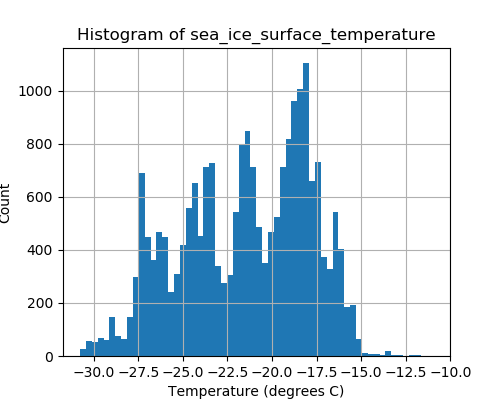 Histogram of sea_ice_surface_temperature
1000
800
600
400
200
0
Count
−30.0 −27.5 −25.0 −22.5 −20.0 −17.5 −15.0 −12.5 −10.0
Temperature (degrees C)